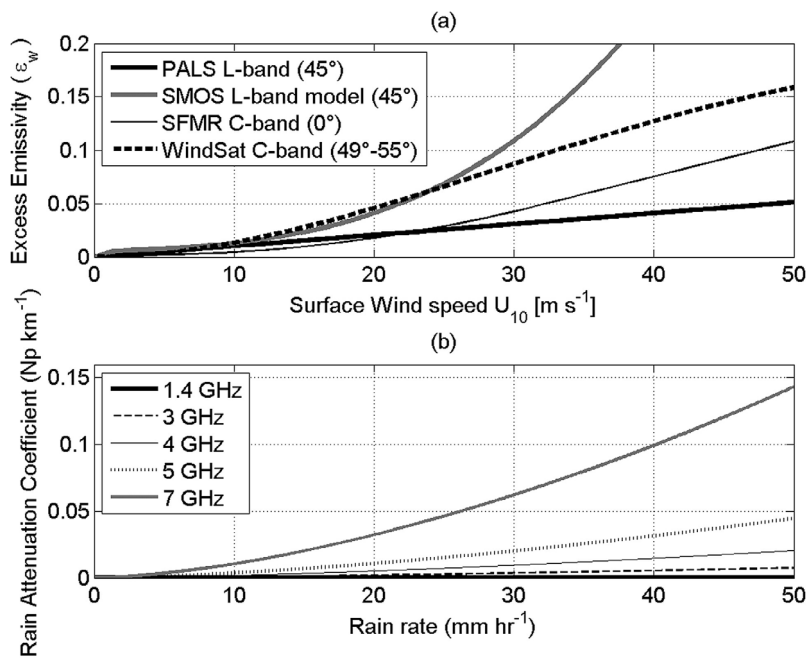 (a)
Excess Emissivity (ε_w)
0.2
0.15
0.1
0.05
0
PALS L-band (45°)
SMOS L-band model (45°)
SFMR C-band (0°)
WindSat C-band (49°-55°)
0 10 20 30 40 50
Surface Wind speed U_10 [m s^-1]
(b)
Rain Attenuation Coefficient (Np km^-1)
0.15
0.1
0.05
0
1.4 GHz
3 GHz
4 GHz
5 GHz
7 GHz
0 10 20 30 40 50
Rain rate (mm hr^-1)